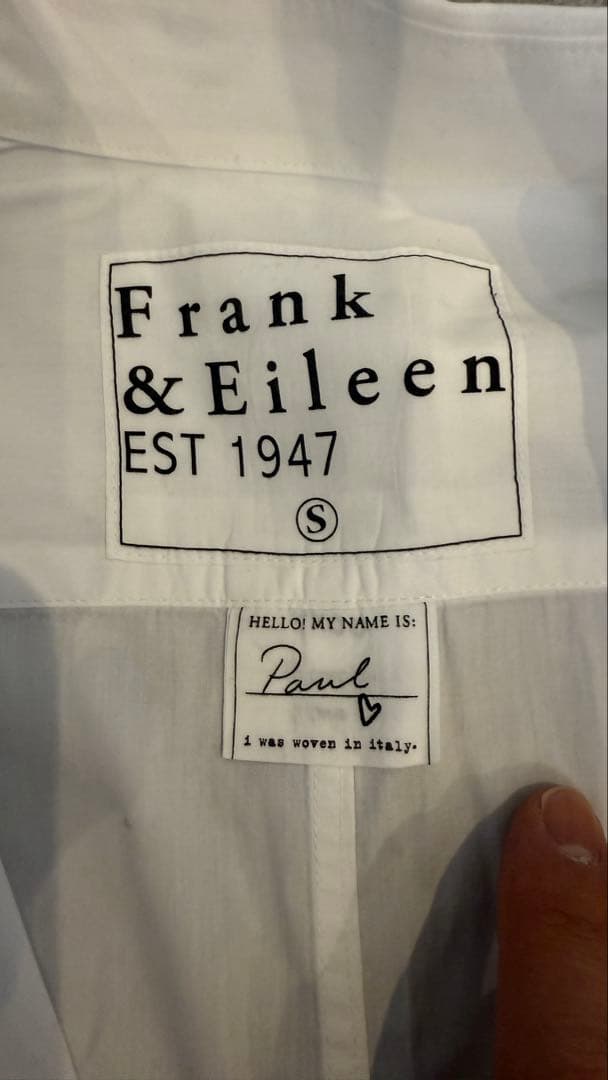 Frank
& Eileen
EST 1947
S
HELLO! MY NAME IS:
Paul
i was woven in italy.